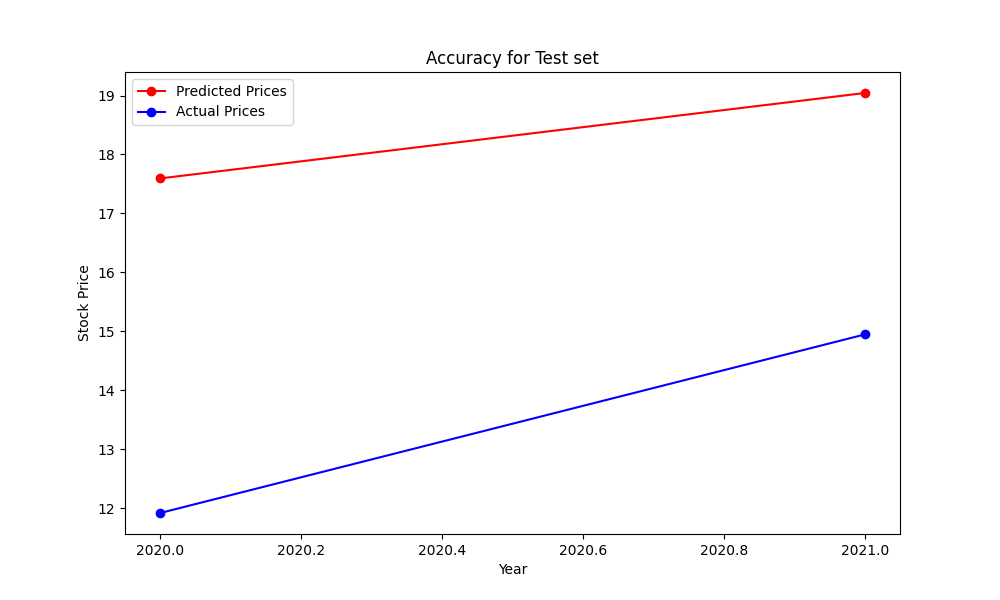 Accuracy for Test set
Predicted Prices
Actual Prices
Stock Price
19
18
17
16
15
14
13
12
2020.0 2020.2 2020.4 2020.6 2020.8 2021.0
Year